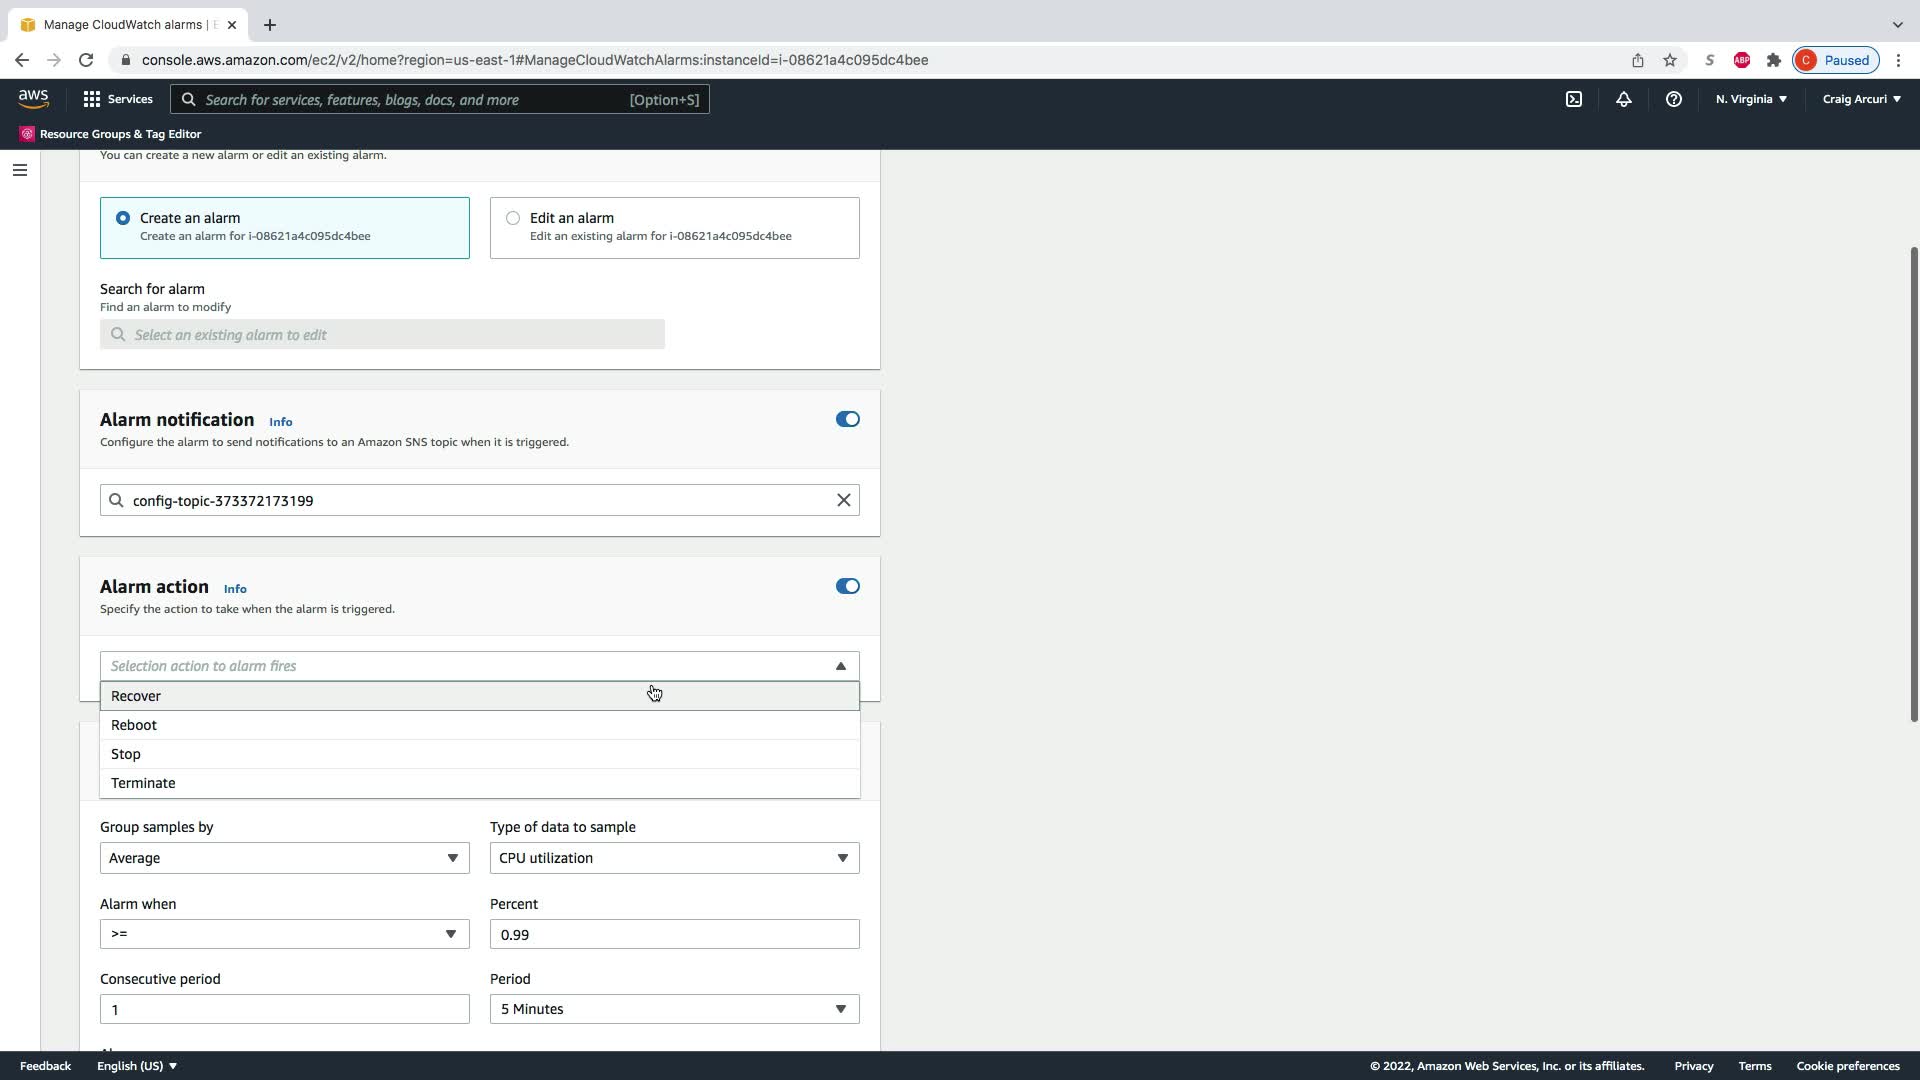 Manage CloudWatch alarms | E
console.aws.amazon.com/ec2/v2/home?region=us-east-1#ManageCloudWatchAlarms:instanceId=i-08621a4c095dc4bee
S
ABP
C
Paused
aws
Services
Search for services, features, blogs, docs, and more
[Option+S]
N. Virginia
Craig Arcuri
Resource Groups & Tag Editor
You can create a new alarm or edit an existing alarm.
Create an alarm
Create an alarm for i-08621a4c095dc4bee
Edit an alarm
Edit an existing alarm for i-08621a4c095dc4bee
Search for alarm
Find an alarm to modify
Select an existing alarm to edit
Alarm notification Info
Configure the alarm to send notifications to an Amazon SNS topic when it is triggered.
config-topic-373372173199
Alarm action Info
Specify the action to take when the alarm is triggered.
Selection action to alarm fires
Recover
Reboot
Stop
Terminate
Group samples by
Average
Type of data to sample
CPU utilization
Alarm when
>=
Percent
0.99
Consecutive period
1
Period
5 Minutes
Feedback
English (US)
© 2022, Amazon Web Services, Inc. or its affiliates.
Privacy
Terms
Cookie preferences